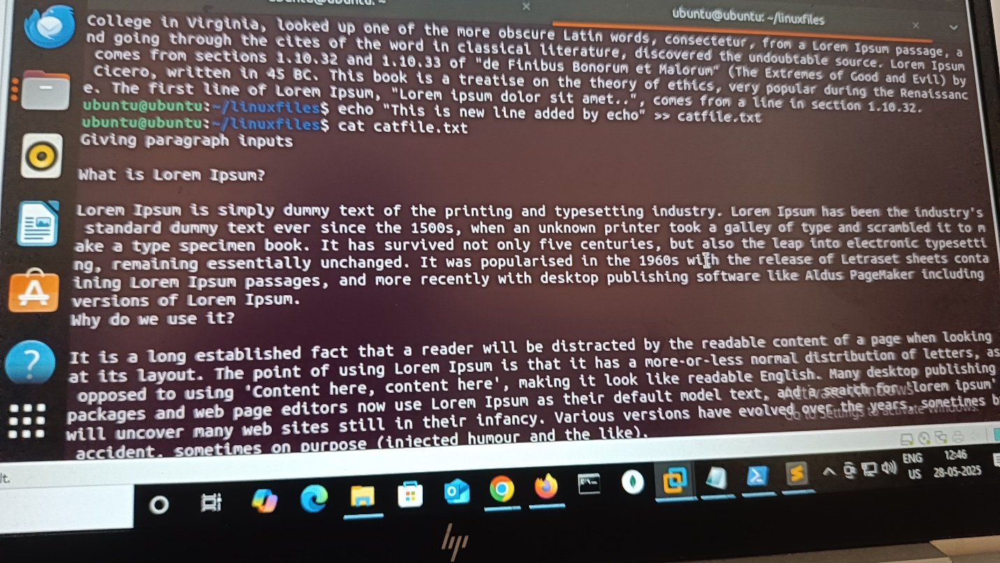 ubuntu@ubuntu: ~
ubuntu@ubuntu: ~/linuxfiles
College in Virginia, looked up one of the more obscure Latin words, consectetur, from a Lorem Ipsum passage, a
nd going through the cites of the word in classical literature, discovered the undoubtable source. Lorem Ipsum
comes from sections 1.10.32 and 1.10.33 of "de Finibus Bonorum et Malorum" (The Extremes of Good and Evil) by
Cicero, written in 45 BC. This book is a treatise on the theory of ethics, very popular during the Renaissanc
e. The first line of Lorem Ipsum, "Lorem ipsum dolor sit amet..", comes from a line in section 1.10.32.
ubuntu@ubuntu:~/linuxfiles$ echo "This is new line added by echo" >> catfile.txt
ubuntu@ubuntu:~/linuxfiles$ cat catfile.txt
Giving paragraph inputs
What is Lorem Ipsum?
Lorem Ipsum is simply dummy text of the printing and typesetting industry. Lorem Ipsum has been the industry's
standard dummy text ever since the 1500s, when an unknown printer took a galley of type and scrambled it to m
ake a type specimen book. It has survived not only five centuries, but also the leap into electronic typesetti
ng, remaining essentially unchanged. It was popularised in the 1960s with the release of Letraset sheets conta
ining Lorem Ipsum passages, and more recently with desktop publishing software like Aldus PageMaker including
versions of Lorem Ipsum.
Why do we use it?
It is a long established fact that a reader will be distracted by the readable content of a page when looking
at its layout. The point of using Lorem Ipsum is that it has a more-or-less normal distribution of letters, as
opposed to using 'Content here, content here', making it look like readable English. Many desktop publishing
packages and web page editors now use Lorem Ipsum as their default model text, and a search for 'lorem ipsum'
will uncover many web sites still in their infancy. Various versions have evolved over the years, sometimes b
Go to Settings to activate Windows.
accident, sometimes on purpose (injected humour and the like).
lt.
ENG
US
12:46
28-05-2025
hp